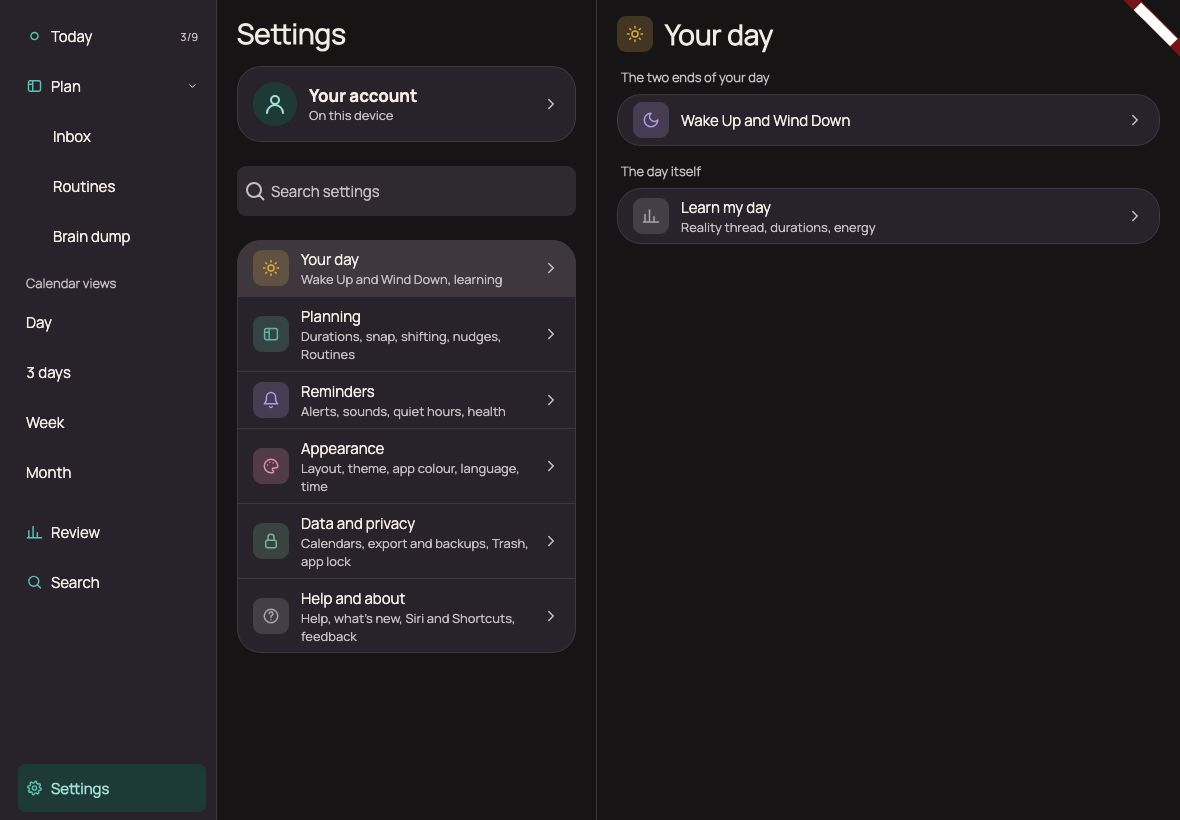 Today
3/9
Plan
Inbox
Routines
Brain dump
Calendar views
Day
3 days
Week
Month
Review
Search
Settings
Settings
Your account
On this device
Search settings
Your day
Wake Up and Wind Down, learning
Planning
Durations, snap, shifting, nudges,
Routines
Reminders
Alerts, sounds, quiet hours, health
Appearance
Layout, theme, app colour, language,
time
Data and privacy
Calendars, export and backups, Trash,
app lock
Help and about
Help, what's new, Siri and Shortcuts,
feedback
Your day
The two ends of your day
Wake Up and Wind Down
The day itself
Learn my day
Reality thread, durations, energy